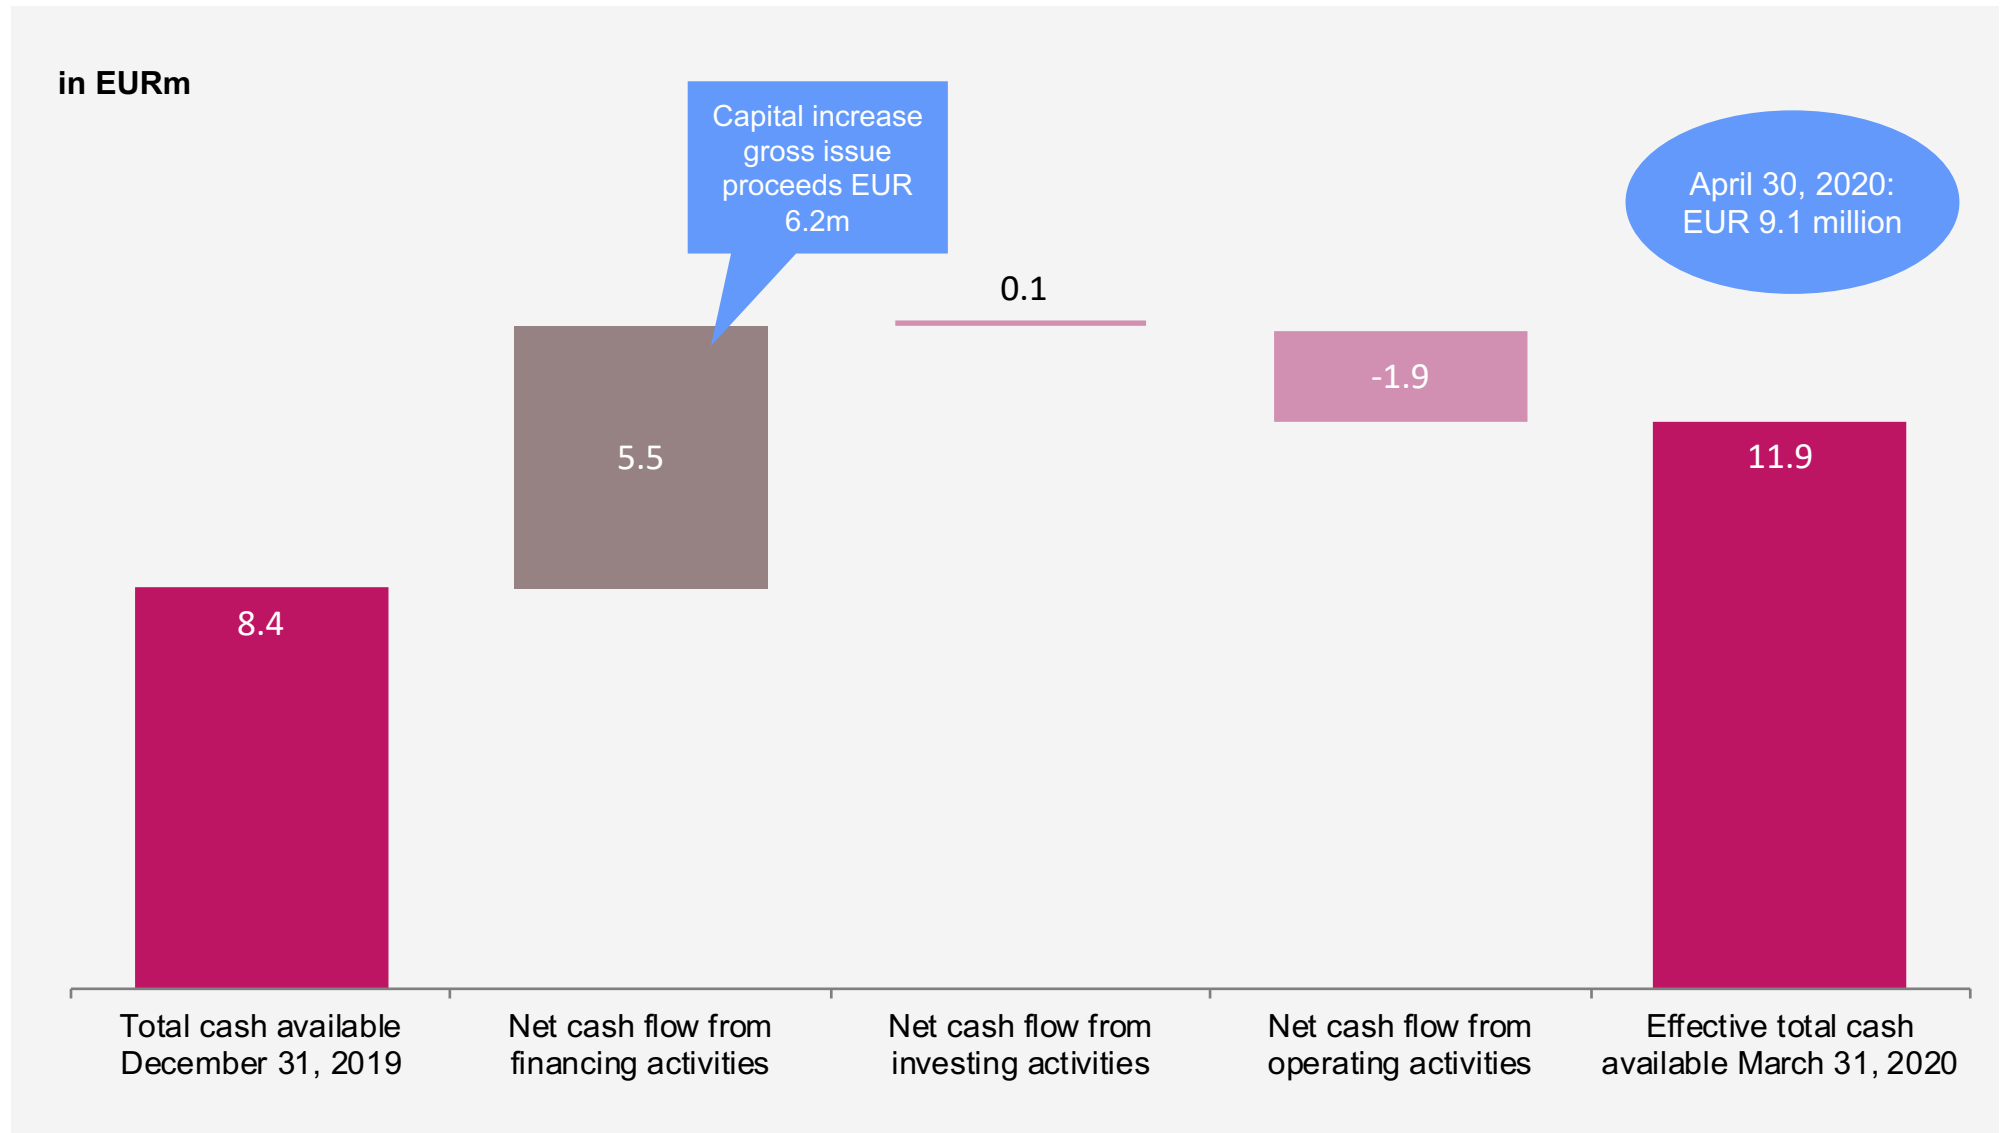 in EURm
Capital increase
gross issue
proceeds EUR
6.2m
April 30, 2020:
EUR 9.1 million
0.1
-1.9
5.5
11.9
8.4
Total cash available
December 31, 2019
Net cash flow from
financing activities
Net cash flow from
investing activities
Net cash flow from
operating activities
Effective total cash
available March 31, 2020